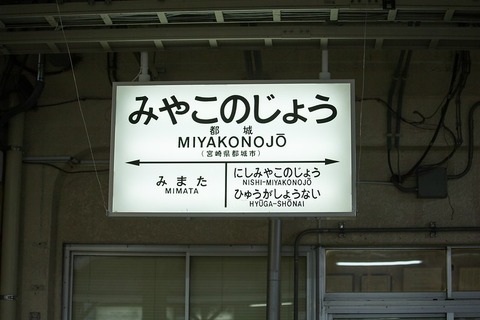 みやこのじょう
都城
MIYAKONOJŌ
(宮崎県都城市)
みまた
MIMATA
にしみやこのじょう
NISHI-MIYAKONOJŌ
ひゅうがしょうない
HYŪGA-SHŌNAI